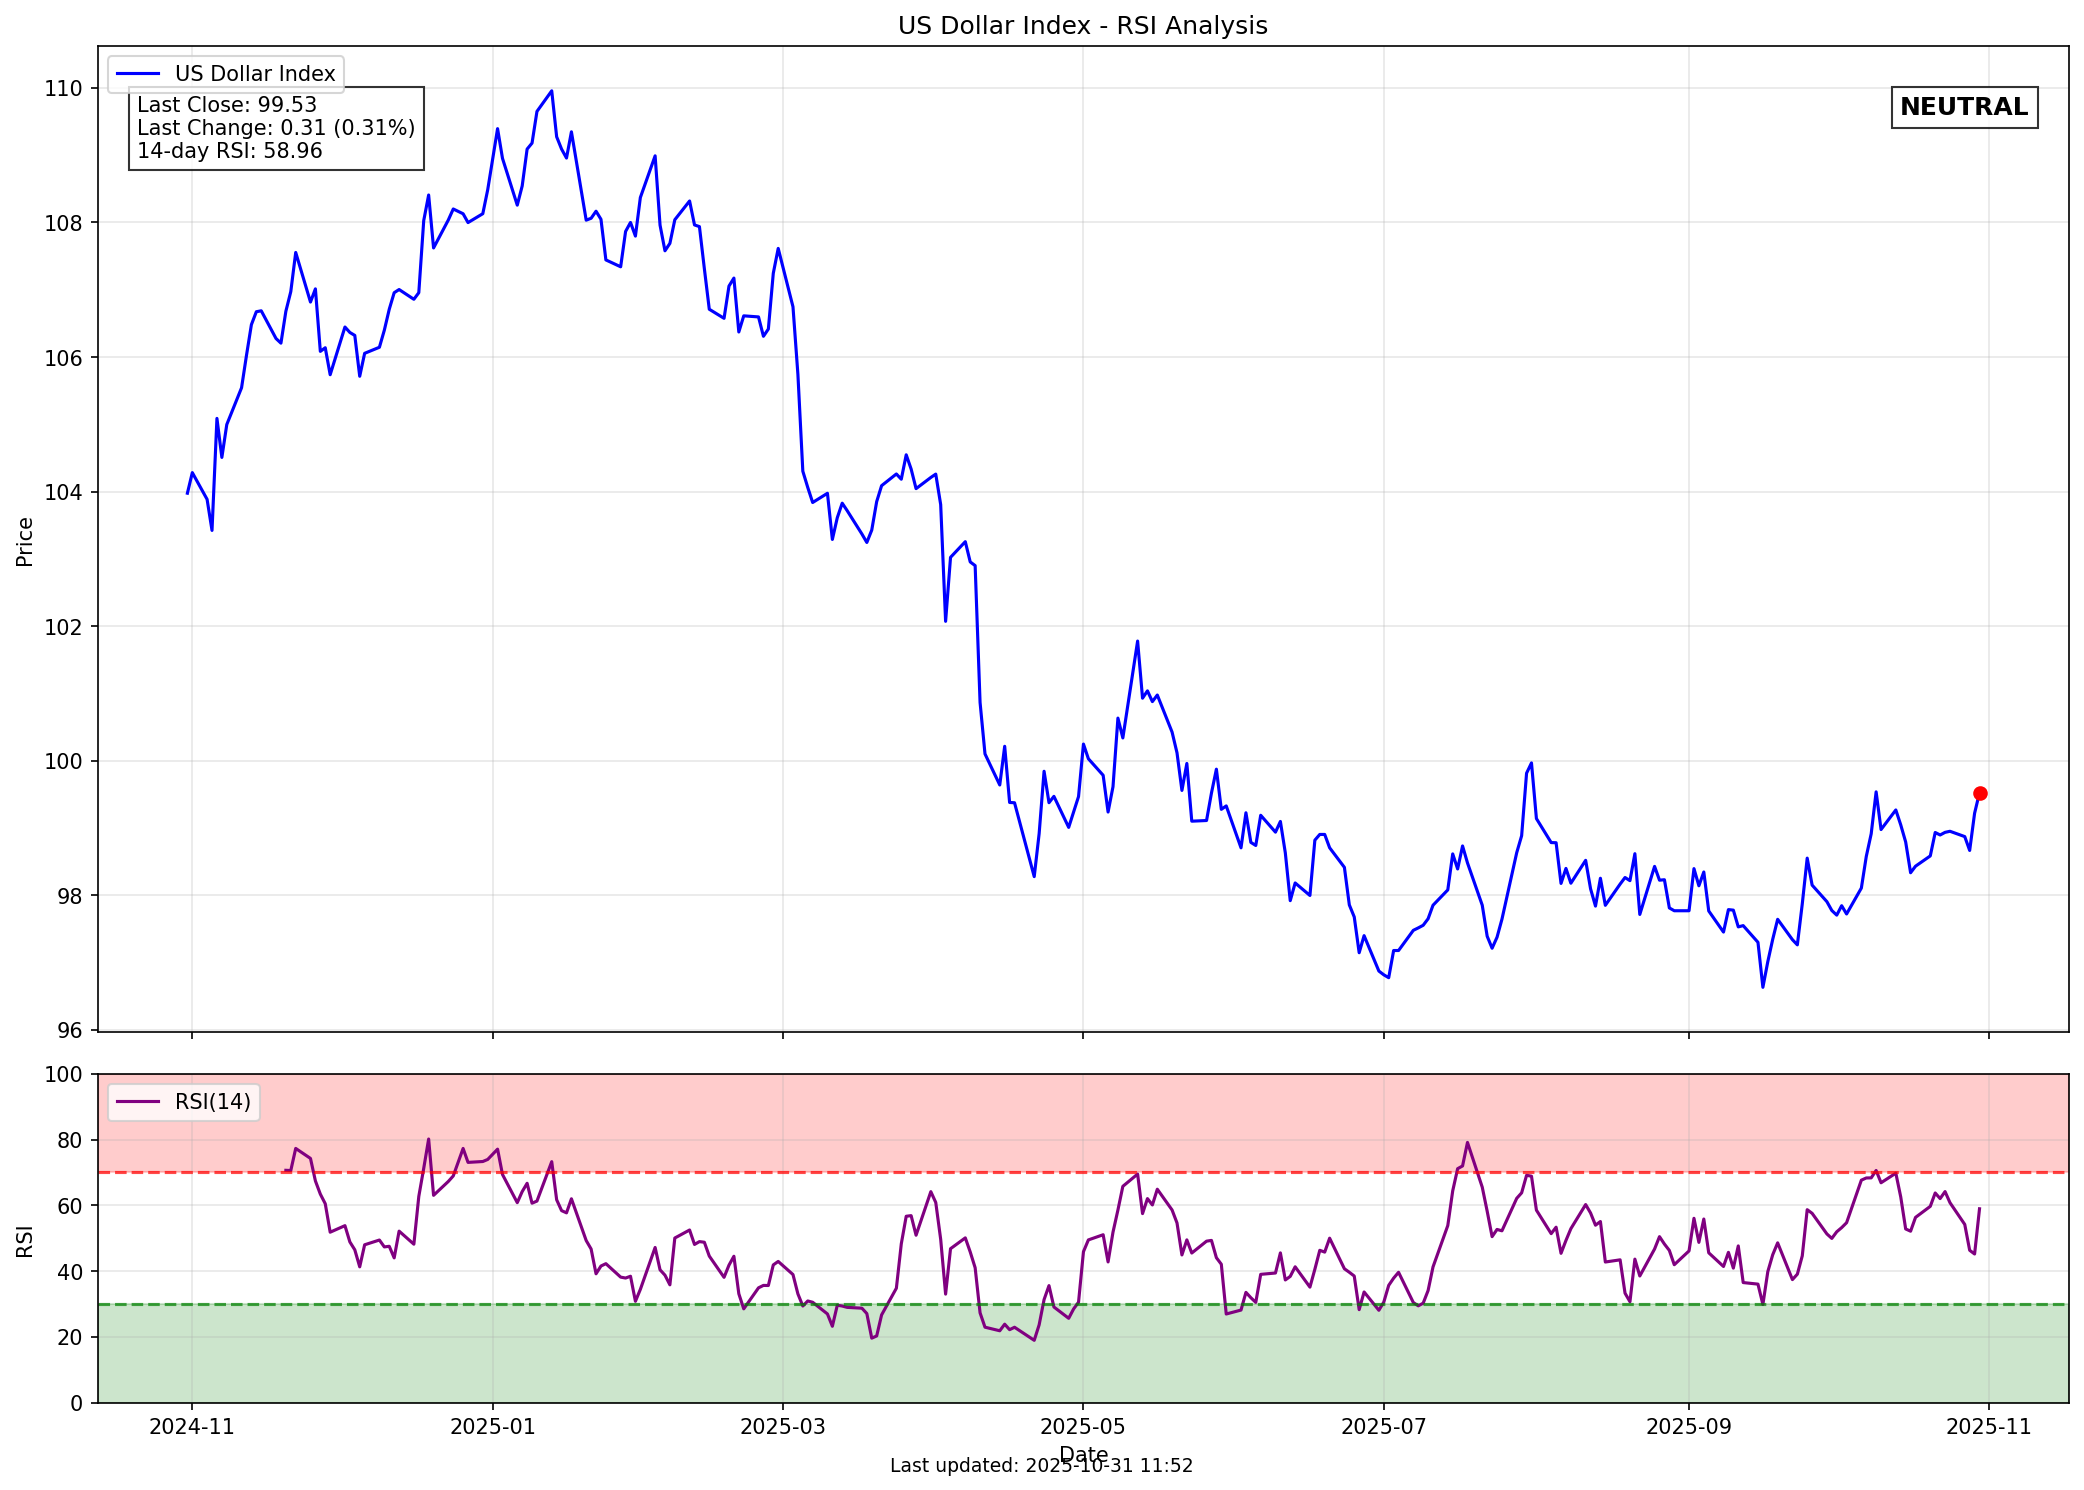 US Dollar Index - RSI Analysis
US Dollar Index
Last Close: 99.53
Last Change: 0.31 (0.31%)
14-day RSI: 58.96
NEUTRAL
Price
110
108
106
104
102
100
98
96
RSI(14)
RSI
100
80
60
40
20
0
2024-11
2025-01
2025-03
2025-05
2025-07
2025-09
2025-11
Date
Last updated: 2025-10-31 11:52